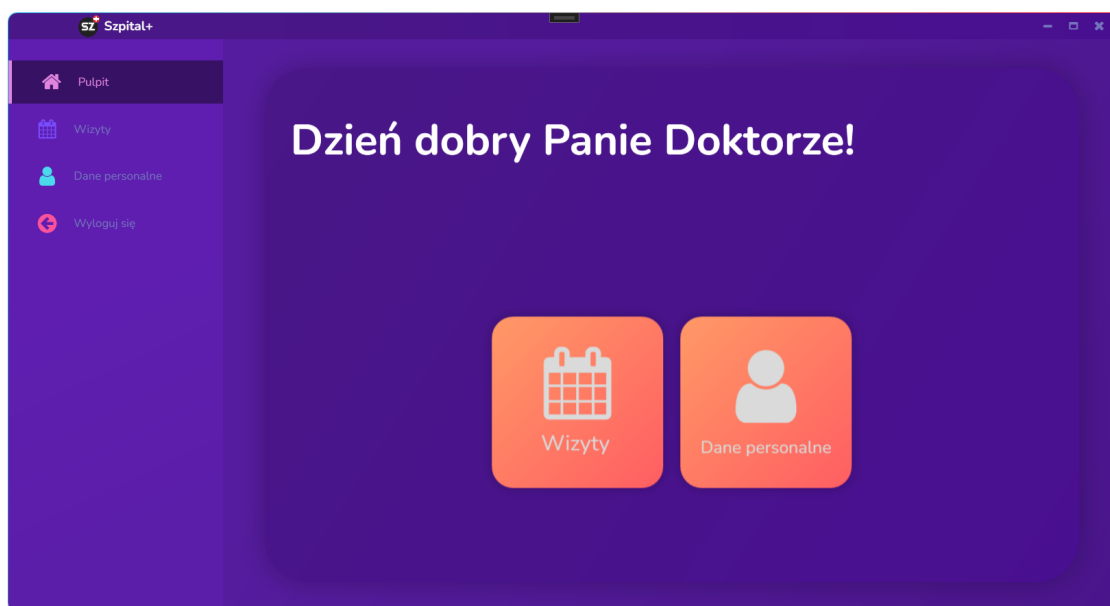 SZ+ Szpital+
Pulpit
Wizyty
Dane personalne
Wyloguj się
Dzień dobry Panie Doktorze!
Wizyty
Dane personalne